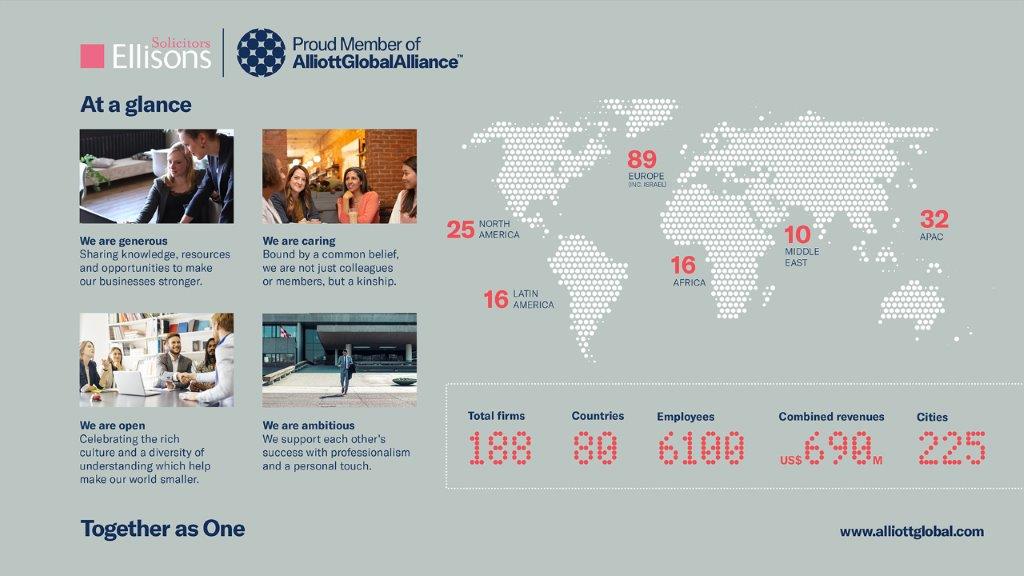 Solicitors
Ellisons
Proud Member of
AlliottGlobalAlliance™
At a glance
We are generous
Sharing knowledge, resources
and opportunities to make
our businesses stronger.
We are caring
Bound by a common belief,
we are not just colleagues
or members, but a kinship.
We are open
Celebrating the rich
culture and a diversity of
understanding which help
make our world smaller.
We are ambitious
We support each other's
success with professionalism
and a personal touch.
89
EUROPE
(INC. ISRAEL)
25 NORTH
AMERICA
32
APAC
10
MIDDLE
EAST
16
AFRICA
16 LATIN
AMERICA
Total firms
188
Countries
80
Employees
6100
Combined revenues
US$690M
Cities
225
Together as One
www.alliottglobal.com